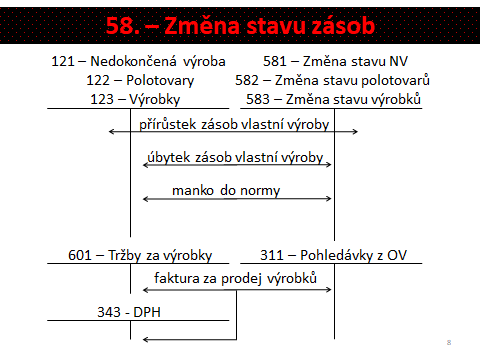 58. – Změna stavu zásob
121 – Nedokončená výroba
122 – Polotovary
123 – Výrobky
581 – Změna stavu NV
582 – Změna stavu polotovarů
583 – Změna stavu výrobků
přírůstek zásob vlastní výroby
úbytek zásob vlastní výroby
manko do normy
601 – Tržby za výrobky
311 – Pohledávky z OV
faktura za prodej výrobků
343 - DPH
8